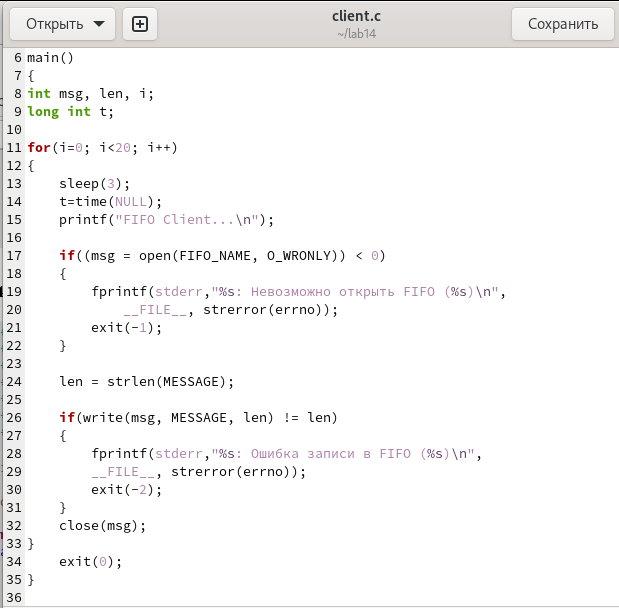 Открыть
client.c
~/lab14
Сохранить
6 main()
7 {
8 int msg, len, i;
9 long int t;
10
11 for(i=0; i<20; i++)
12 {
13     sleep(3);
14     t=time(NULL);
15     printf("FIFO Client...\n");
16
17     if((msg = open(FIFO_NAME, O_WRONLY)) < 0)
18     {
19         fprintf(stderr,"%s: Невозможно открыть FIFO (%s)\n",
20             __FILE__, strerror(errno));
21         exit(-1);
22     }
23
24     len = strlen(MESSAGE);
25
26     if(write(msg, MESSAGE, len) != len)
27     {
28         fprintf(stderr,"%s: Ошибка записи в FIFO (%s)\n",
29         __FILE__, strerror(errno));
30         exit(-2);
31     }
32     close(msg);
33 }
34     exit(0);
35 }
36